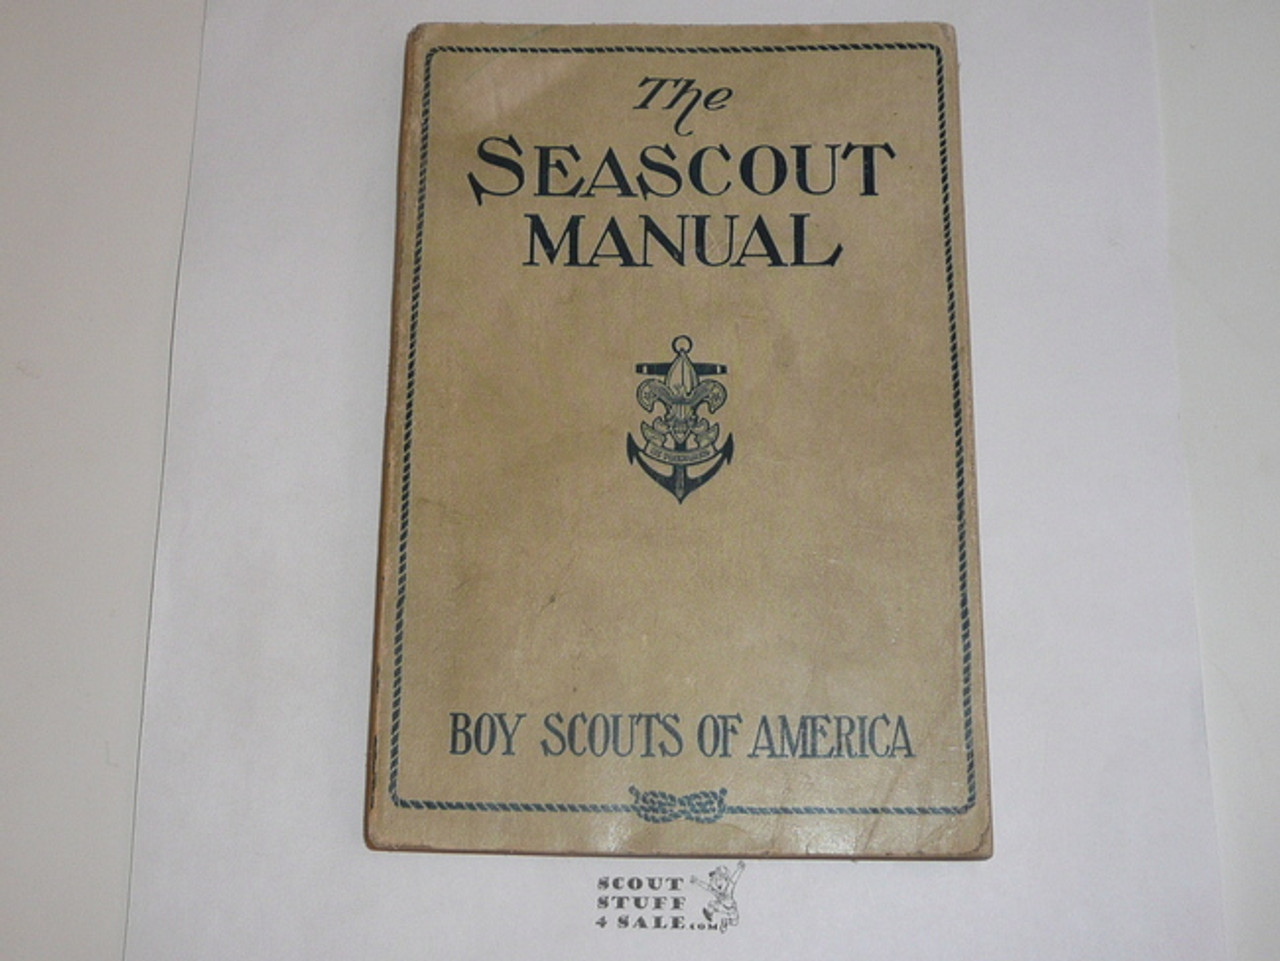 The
SEASCOUT
MANUAL
BOY SCOUTS OF AMERICA
SCOUT
STUFF
4 SALE.COM